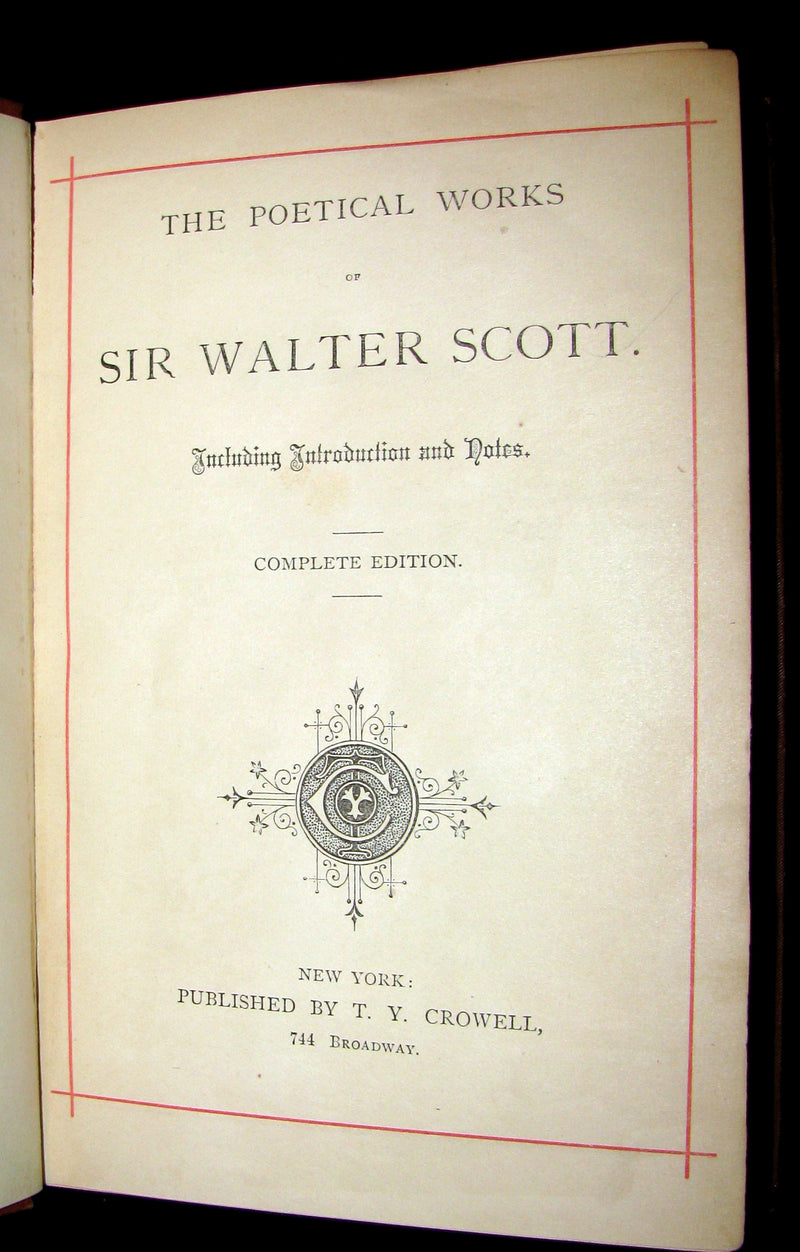 THE POETICAL WORKS
OF
SIR WALTER SCOTT.
Including Introduction and Notes.
COMPLETE EDITION.
NEW YORK:
PUBLISHED BY T. Y. CROWELL,
744 BROADWAY.